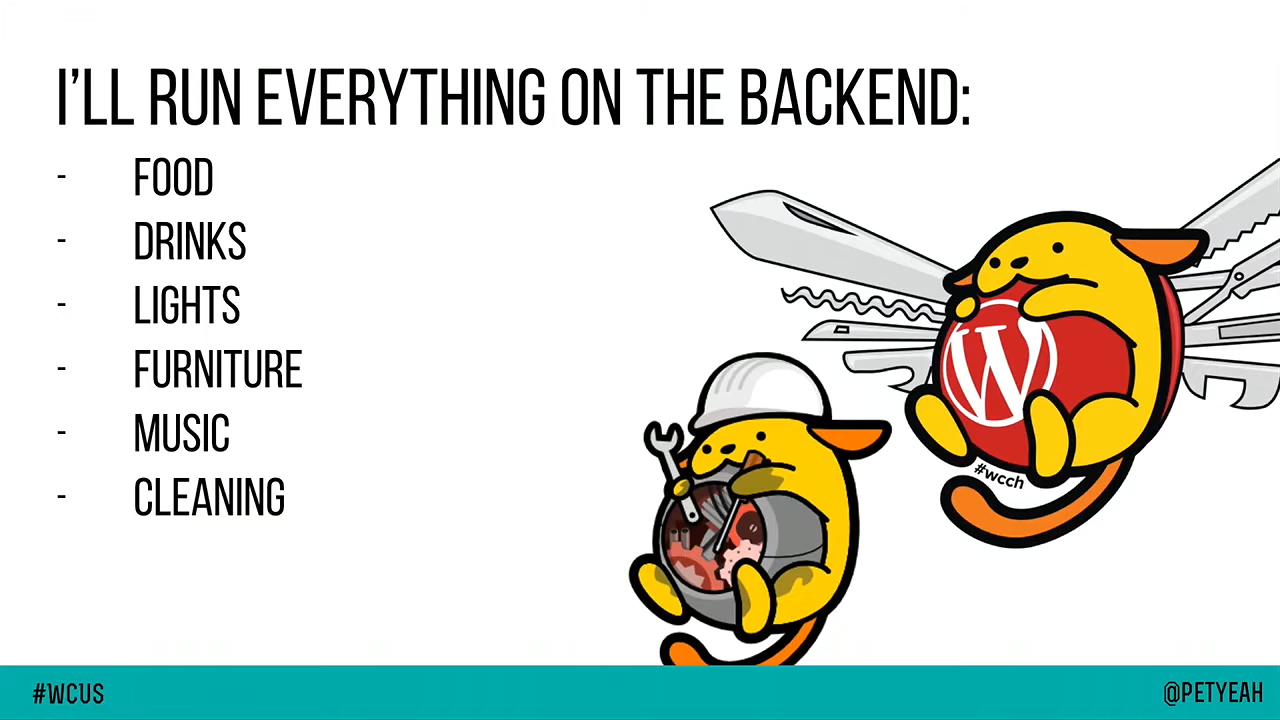 I'LL RUN EVERYTHING ON THE BACKEND:
- FOOD
- DRINKS
- LIGHTS
- FURNITURE
- MUSIC
- CLEANING
W
#wcch
#WCUS
@PETYEAH